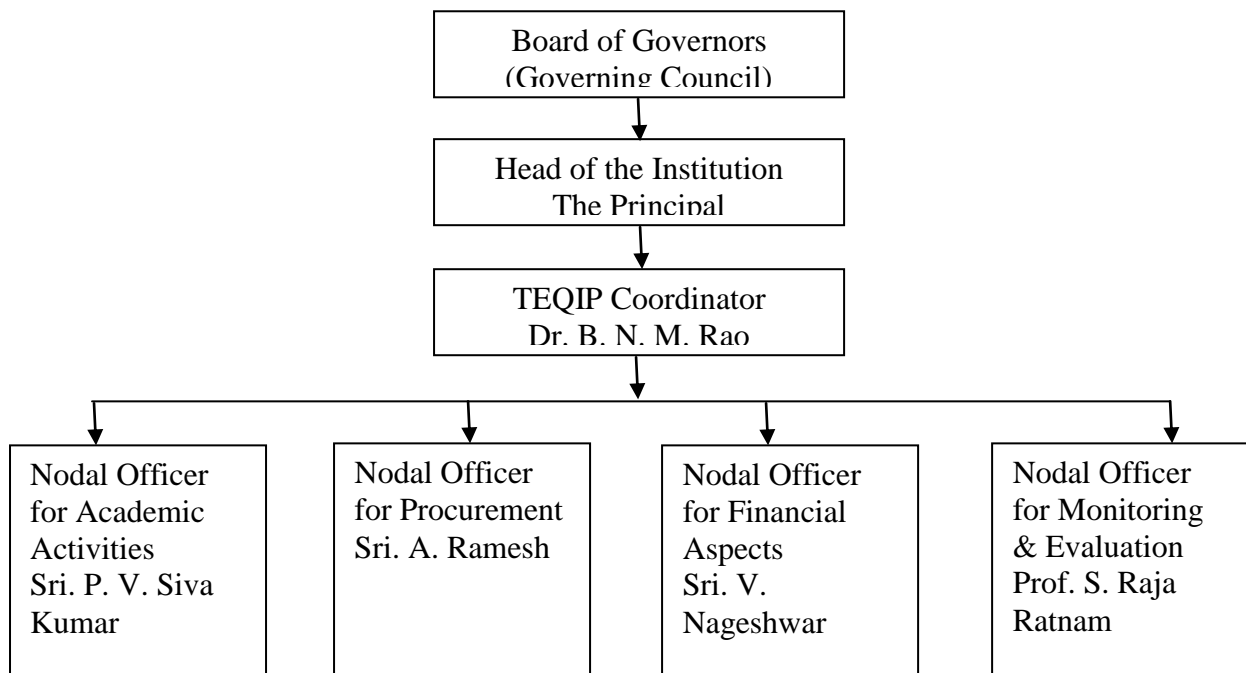 Board of Governors
(Governing Council)
Head of the Institution
The Principal
TEQIP Coordinator
Dr. B. N. M. Rao
Nodal Officer
for Academic
Activities
Sri. P. V. Siva
Kumar
Nodal Officer
for Procurement
Sri. A. Ramesh
Nodal Officer
for Financial
Aspects
Sri. V.
Nageshwar
Nodal Officer
for Monitoring
& Evaluation
Prof. S. Raja
Ratnam